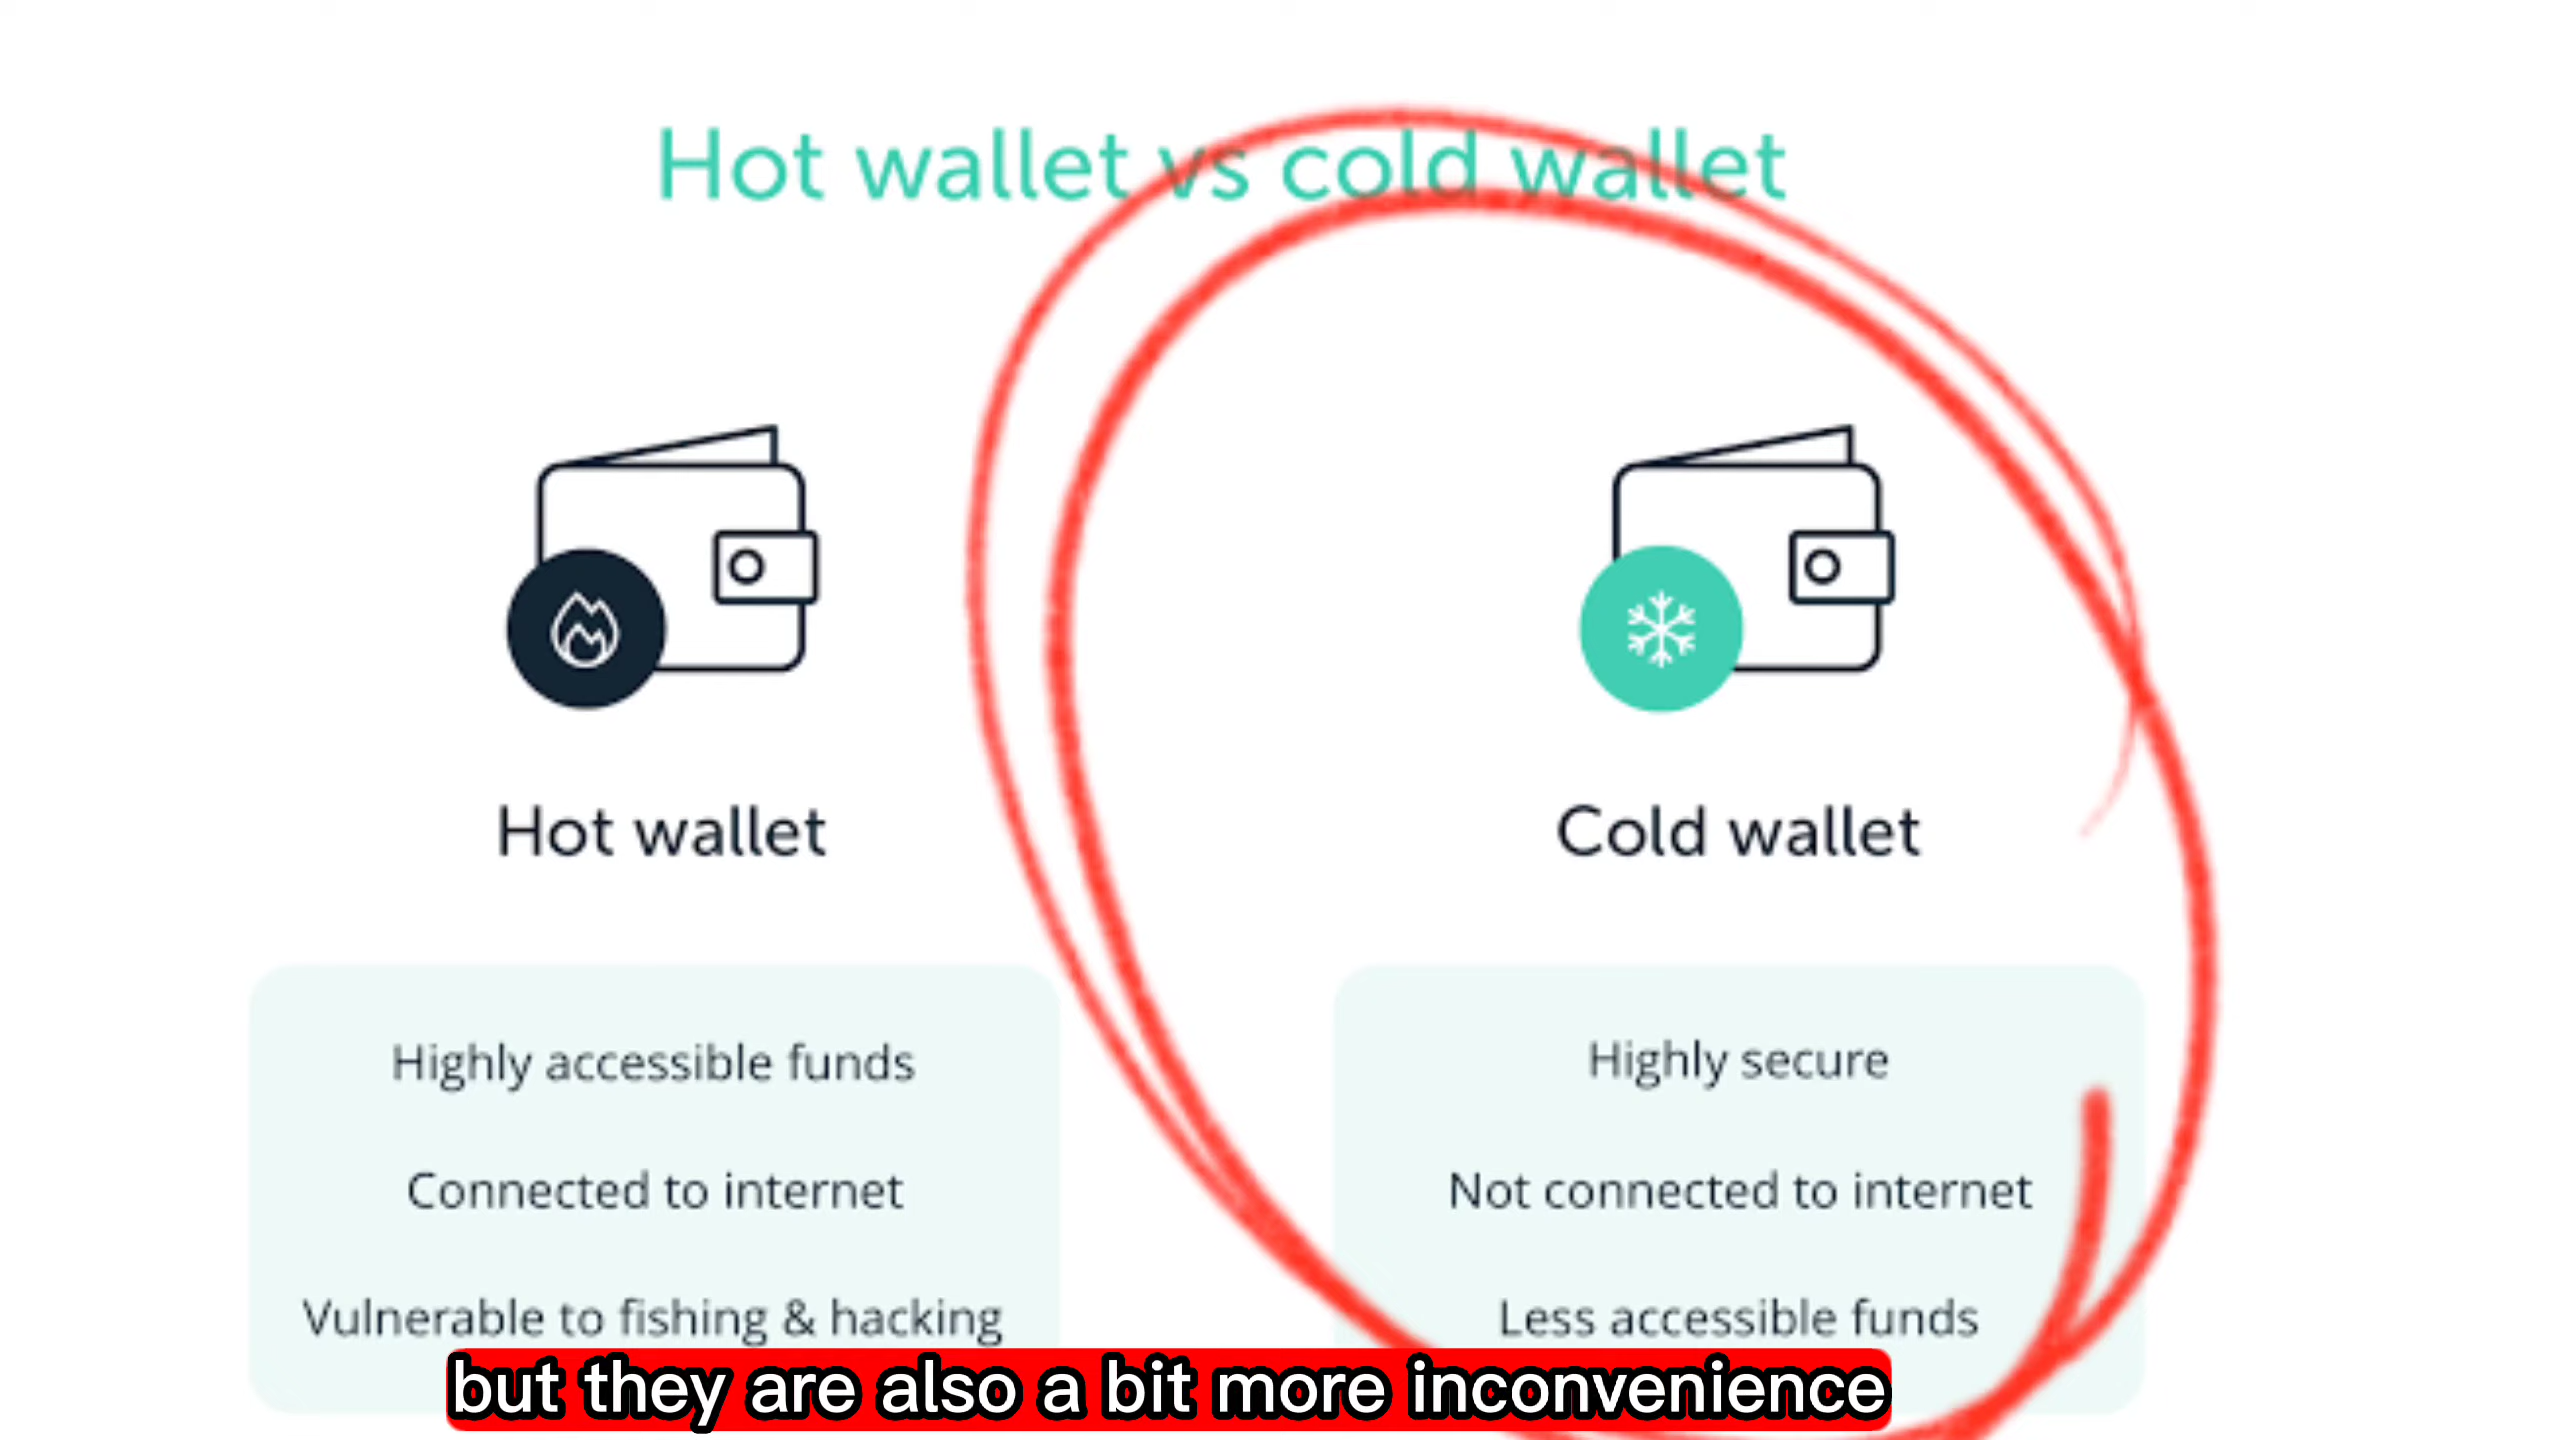 Hot wallet vs cold wallet
Hot wallet
Cold wallet
Highly accessible funds
Connected to internet
Vulnerable to fishing & hacking
Highly secure
Not connected to internet
Less accessible funds
but they are also a bit more inconvenience